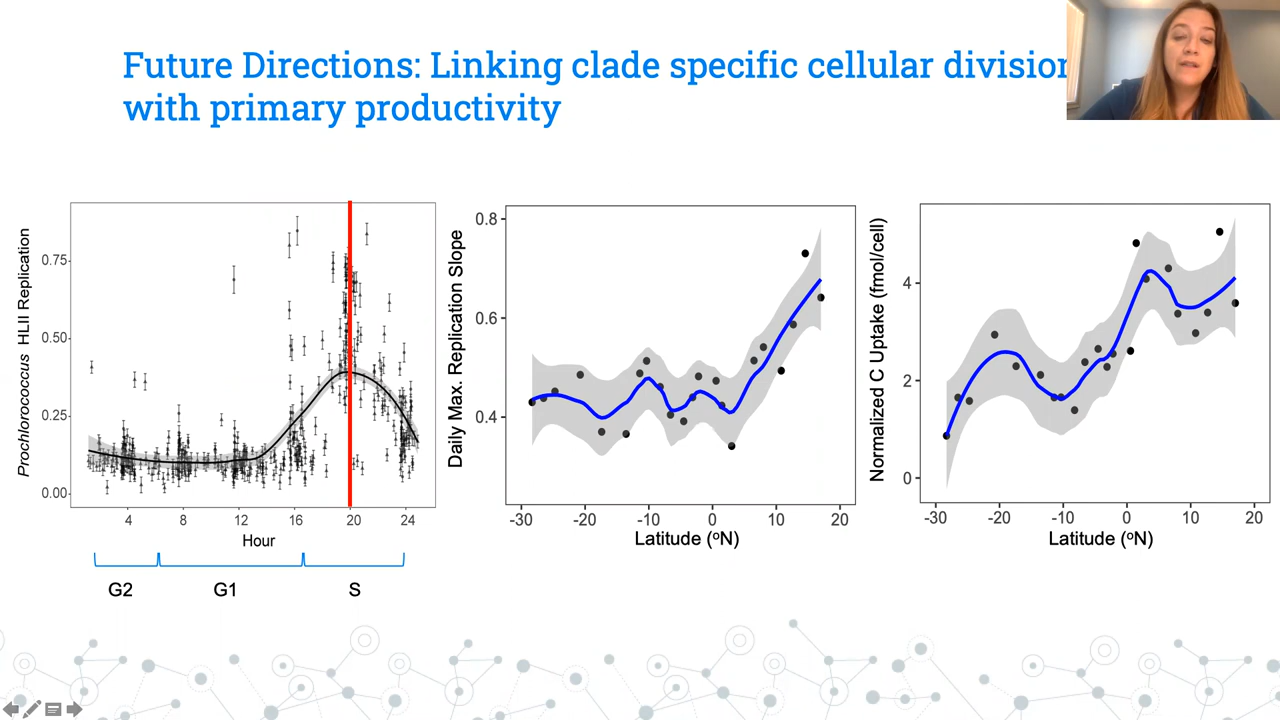 Future Directions: Linking clade specific cellular division
with primary productivity
Prochlorococcus HLII Replication
0.75
0.50
0.25
0.00
4 8 12 16 20 24
Hour
G2 G1 S
Daily Max. Replication Slope
0.8
0.6
0.4
-30 -20 -10 0 10 20
Latitude (ºN)
Normalized C Uptake (fmol/cell)
4
2
0
-30 -20 -10 0 10 20
Latitude (ºN)